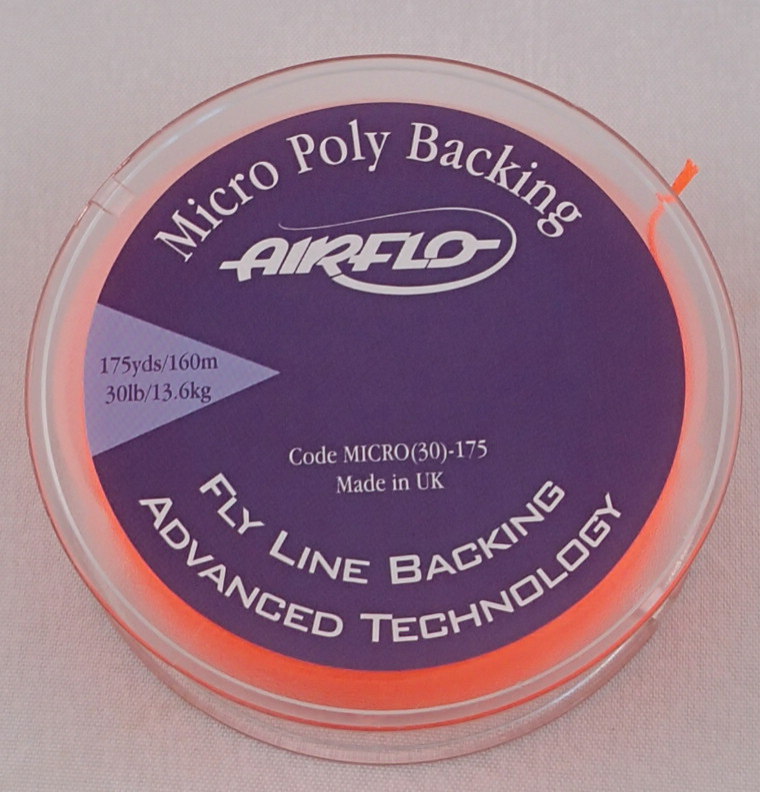 Micro Poly Backing
AIRFLO
175yds/160m
30lb/13.6kg
Code MICRO(30)-175
Made in UK
FLY LINE BACKING
ADVANCED TECHNOLOGY